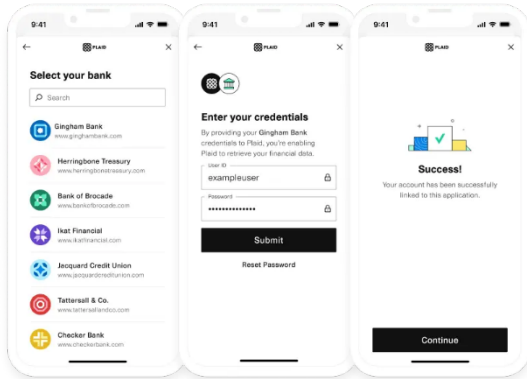 9:41
PLAID
Select your bank
Search
Gingham Bank
www.ginghambank.com
Herringbone Treasury
www.herringbonetreasury.com
Bank of Brocade
www.bankofbrocade.com
Ikat Financial
www.ikatfinancial.com
Jacquard Credit Union
www.jacquardcreditunion.com
Tattersall & Co.
www.tattersallandco.com
Checker Bank
www.checkerbank.com
9:41
PLAID
Enter your credentials
By providing your Gingham Bank
credentials to Plaid, you're enabling
Plaid to retrieve your financial data.
User ID
exampleuser
Password
••••••••••••••
Submit
Reset Password
9:41
PLAID
Success!
Your account has been successfully
linked to this application.
Continue